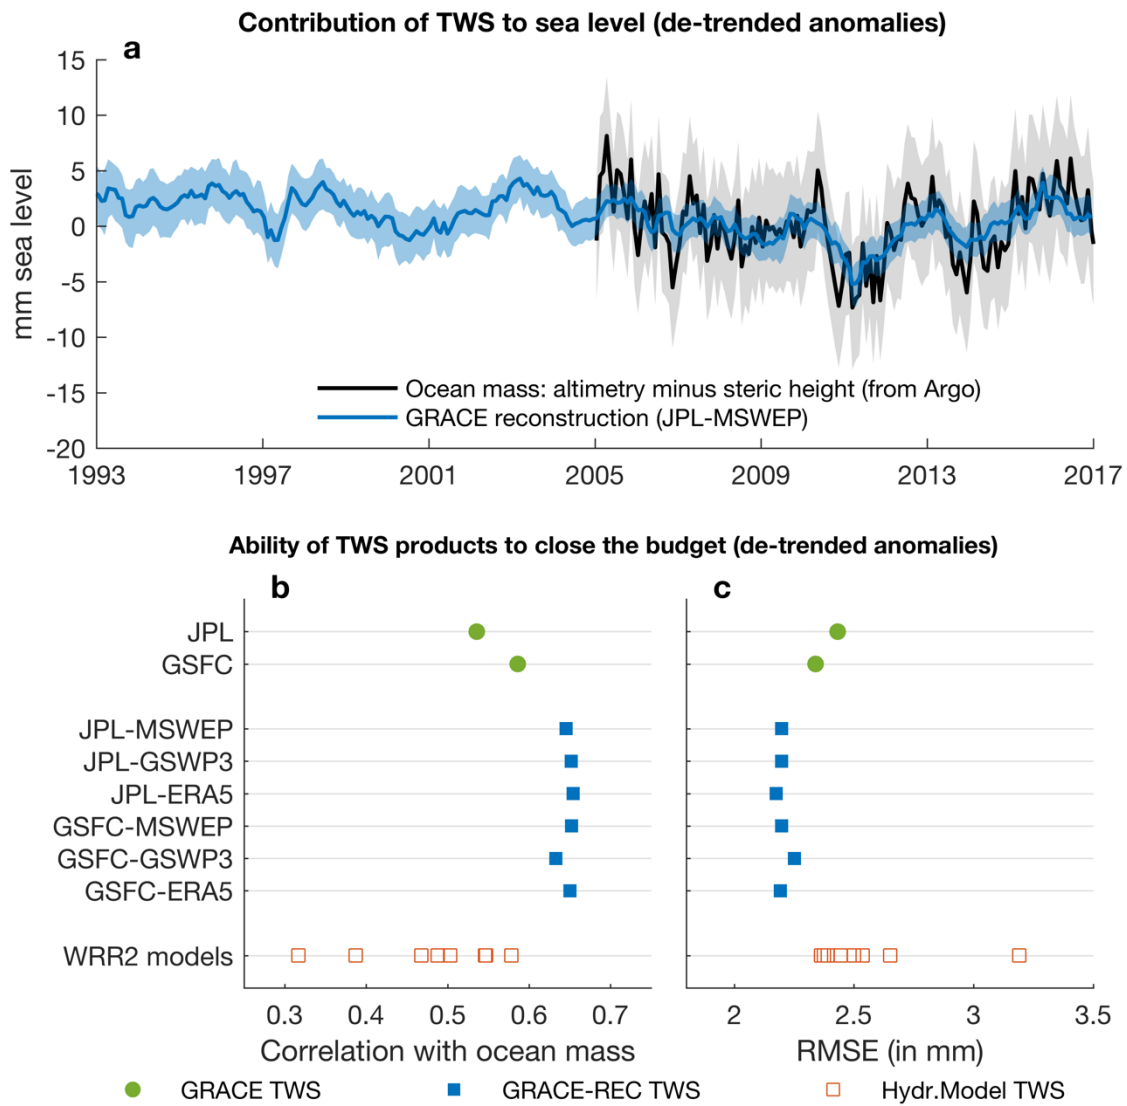 Contribution of TWS to sea level (de-trended anomalies)
a
15
10
5
0
-5
-10
-15
-20
mm sea level
Ocean mass: altimetry minus steric height (from Argo)
GRACE reconstruction (JPL-MSWEP)
1993 1997 2001 2005 2009 2013 2017
Ability of TWS products to close the budget (de-trended anomalies)
b c
JPL
GSFC
JPL-MSWEP
JPL-GSWP3
JPL-ERA5
GSFC-MSWEP
GSFC-GSWP3
GSFC-ERA5
WRR2 models
0.3 0.4 0.5 0.6 0.7 2 2.5 3 3.5
Correlation with ocean mass RMSE (in mm)
GRACE TWS GRACE-REC TWS Hydr.Model TWS